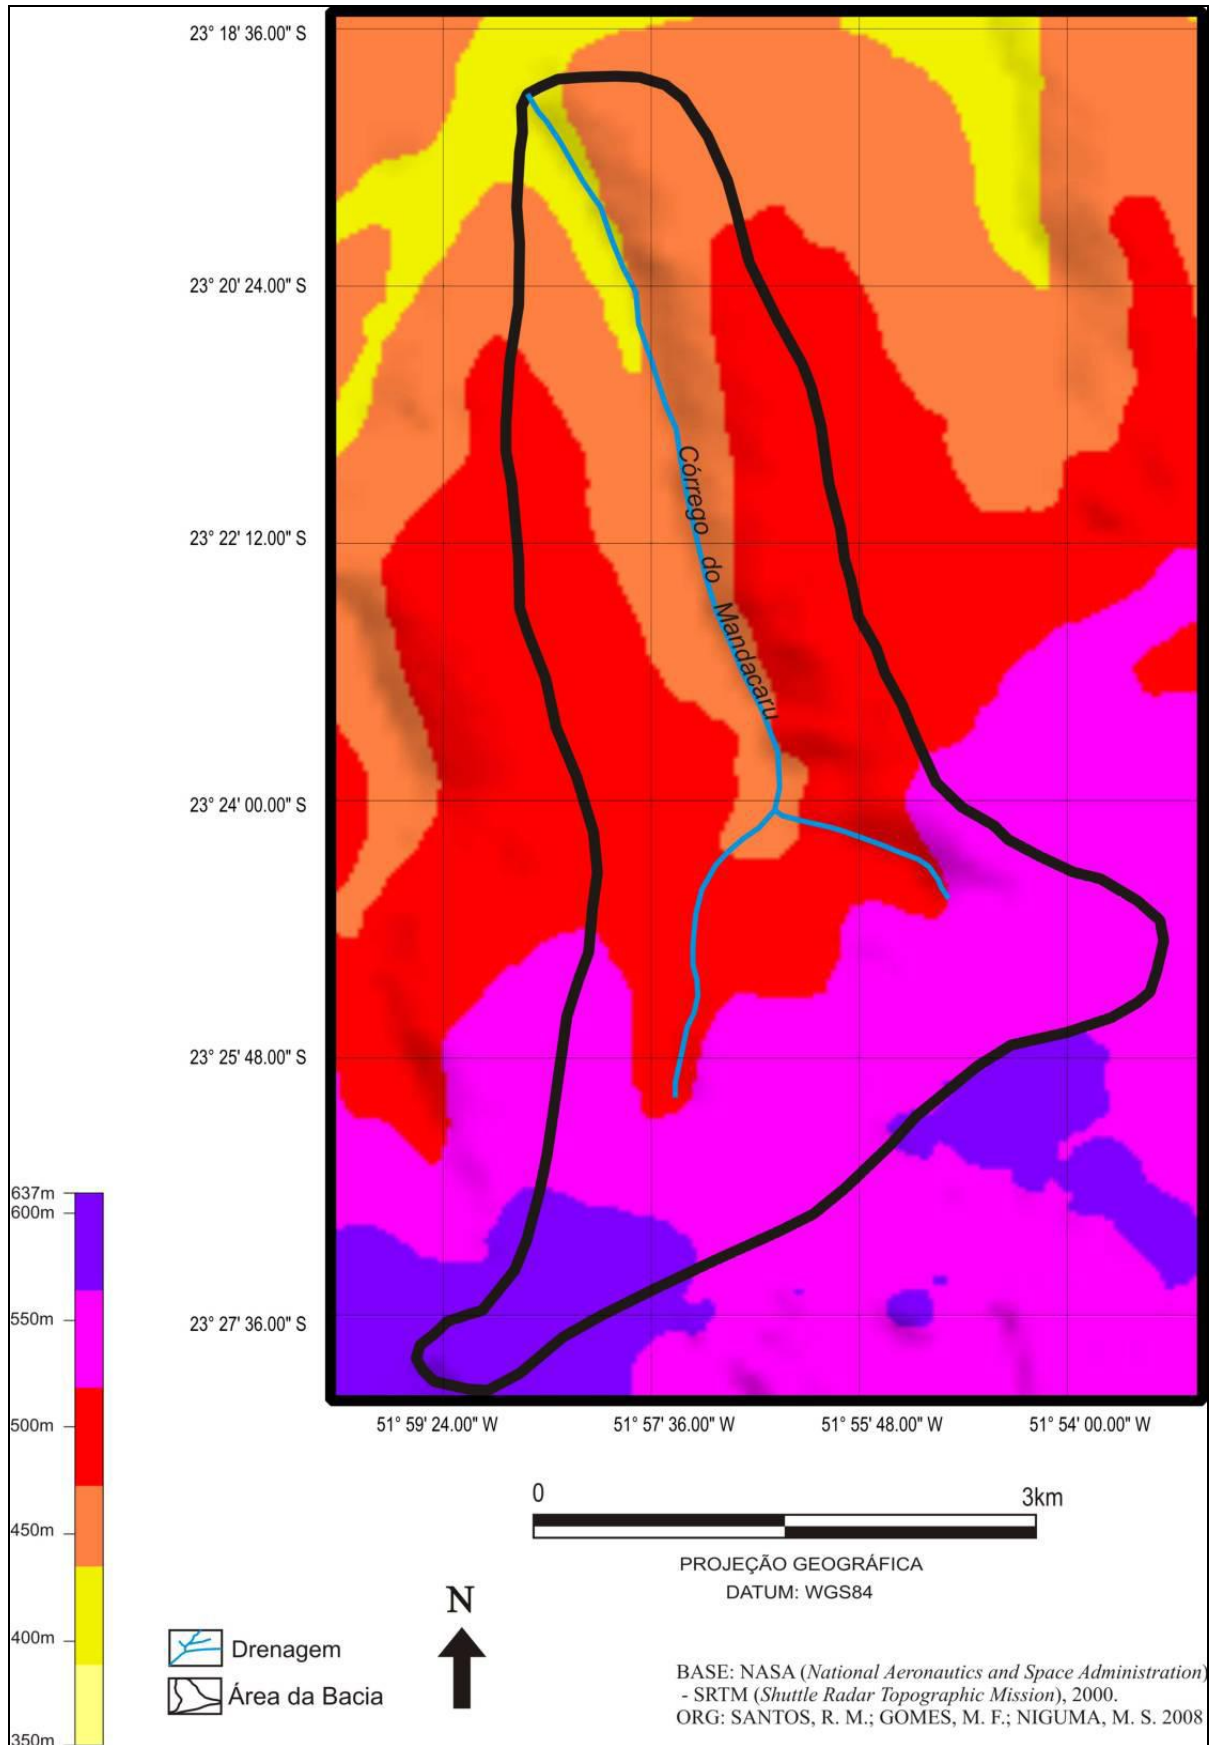 23° 18' 36.00" S
23° 20' 24.00" S
23° 22' 12.00" S
23° 24' 00.00" S
23° 25' 48.00" S
23° 27' 36.00" S
Córrego do Mandacaru
51° 59' 24.00" W
51° 57' 36.00" W
51° 55' 48.00" W
51° 54' 00.00" W
637m
600m
550m
500m
450m
400m
350m
0
3km
PROJEÇÃO GEOGRÁFICA
DATUM: WGS84
N
Drenagem
Área da Bacia
BASE: NASA (National Aeronautics and Space Administration)
- SRTM (Shuttle Radar Topographic Mission), 2000.
ORG: SANTOS, R. M.; GOMES, M. F.; NIGUMA, M. S. 2008